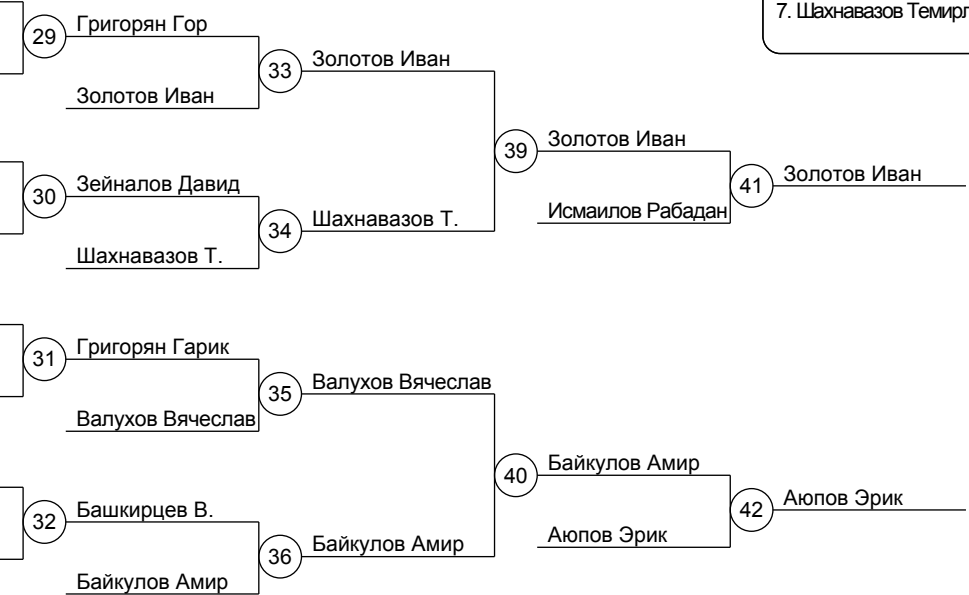 7. Шахнавазов Темирл
29 Григорян Гор
33 Золотов Иван
Золотов Иван
39 Золотов Иван
41 Золотов Иван
30 Зейналов Давид
34 Шахнавазов Т.
Исмаилов Рабадан
Шахнавазов Т.
31 Григорян Гарик
35 Валухов Вячеслав
Валухов Вячеслав
40 Байкулов Амир
42 Аюпов Эрик
32 Башкирцев В.
Аюпов Эрик
36 Байкулов Амир
Байкулов Амир